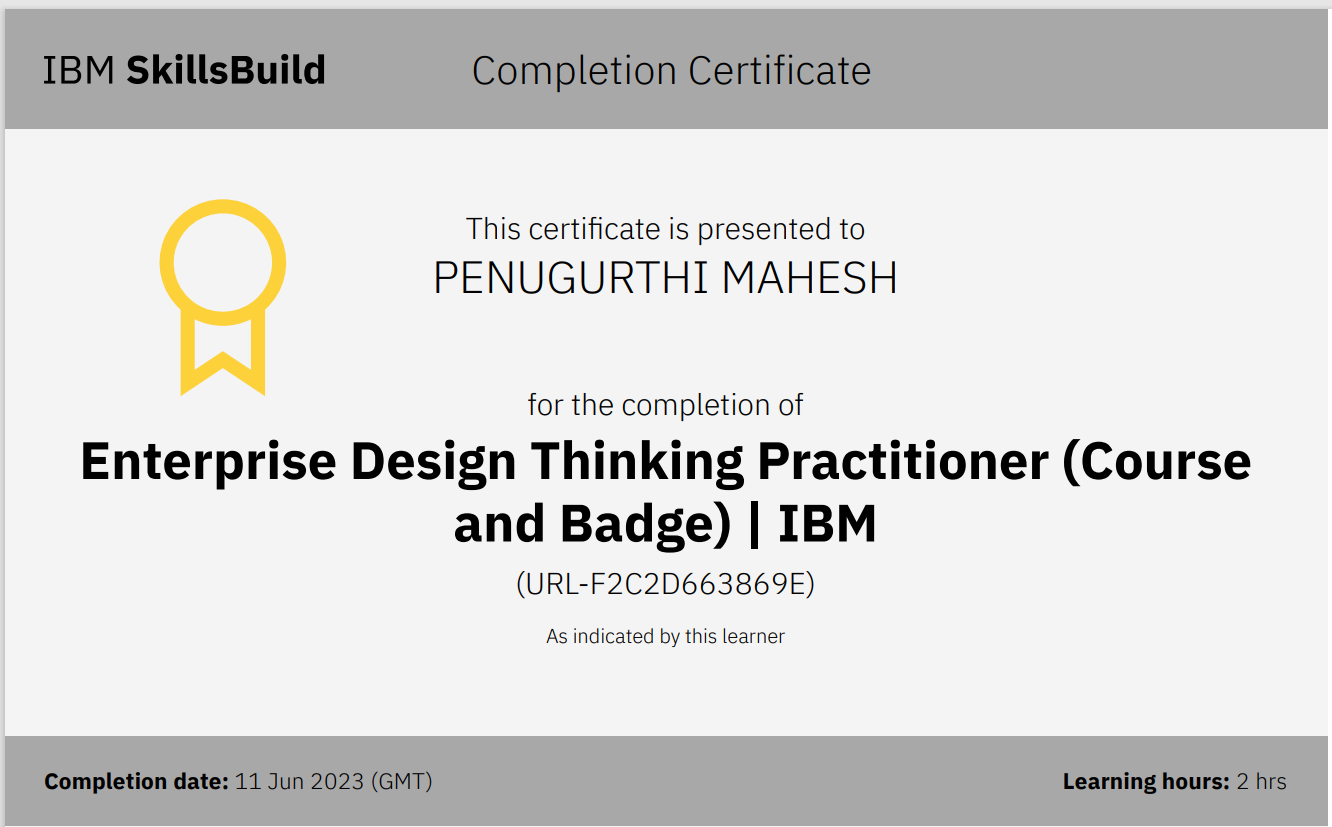 IBM SkillsBuild
Completion Certificate
This certificate is presented to
PENUGURTHI MAHESH
for the completion of
Enterprise Design Thinking Practitioner (Course
and Badge) | IBM
(URL-F2C2D663869E)
As indicated by this learner
Completion date: 11 Jun 2023 (GMT)
Learning hours: 2 hrs